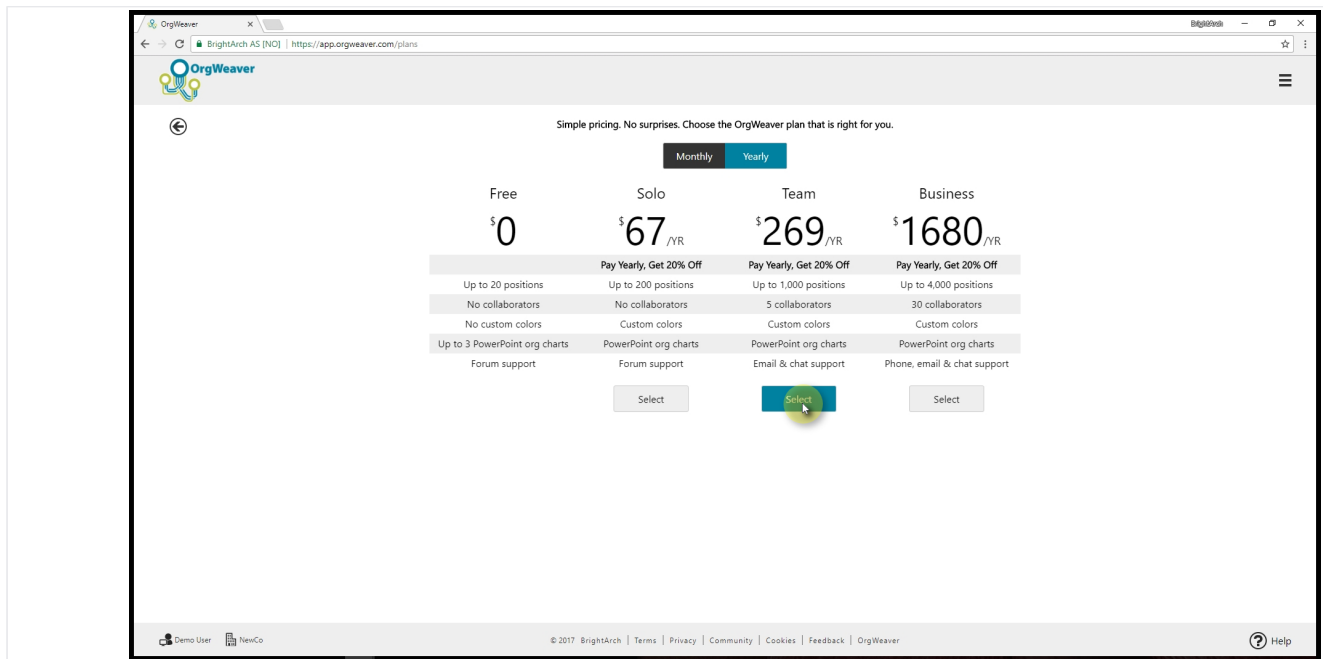 OrgWeaver
BrightArch
BrightArch AS [NO] | https://app.orgweaver.com/plans
OrgWeaver
Simple pricing. No surprises. Choose the OrgWeaver plan that is right for you.
Monthly Yearly
Free Solo Team Business
$0 $67/YR $269/YR $1680/YR
Pay Yearly, Get 20% Off Pay Yearly, Get 20% Off Pay Yearly, Get 20% Off
Up to 20 positions Up to 200 positions Up to 1,000 positions Up to 4,000 positions
No collaborators No collaborators 5 collaborators 30 collaborators
No custom colors Custom colors Custom colors Custom colors
Up to 3 PowerPoint org charts PowerPoint org charts PowerPoint org charts PowerPoint org charts
Forum support Forum support Email & chat support Phone, email & chat support
Select Select Select
Demo User NewCo © 2017 BrightArch | Terms | Privacy | Community | Cookies | Feedback | OrgWeaver ? Help